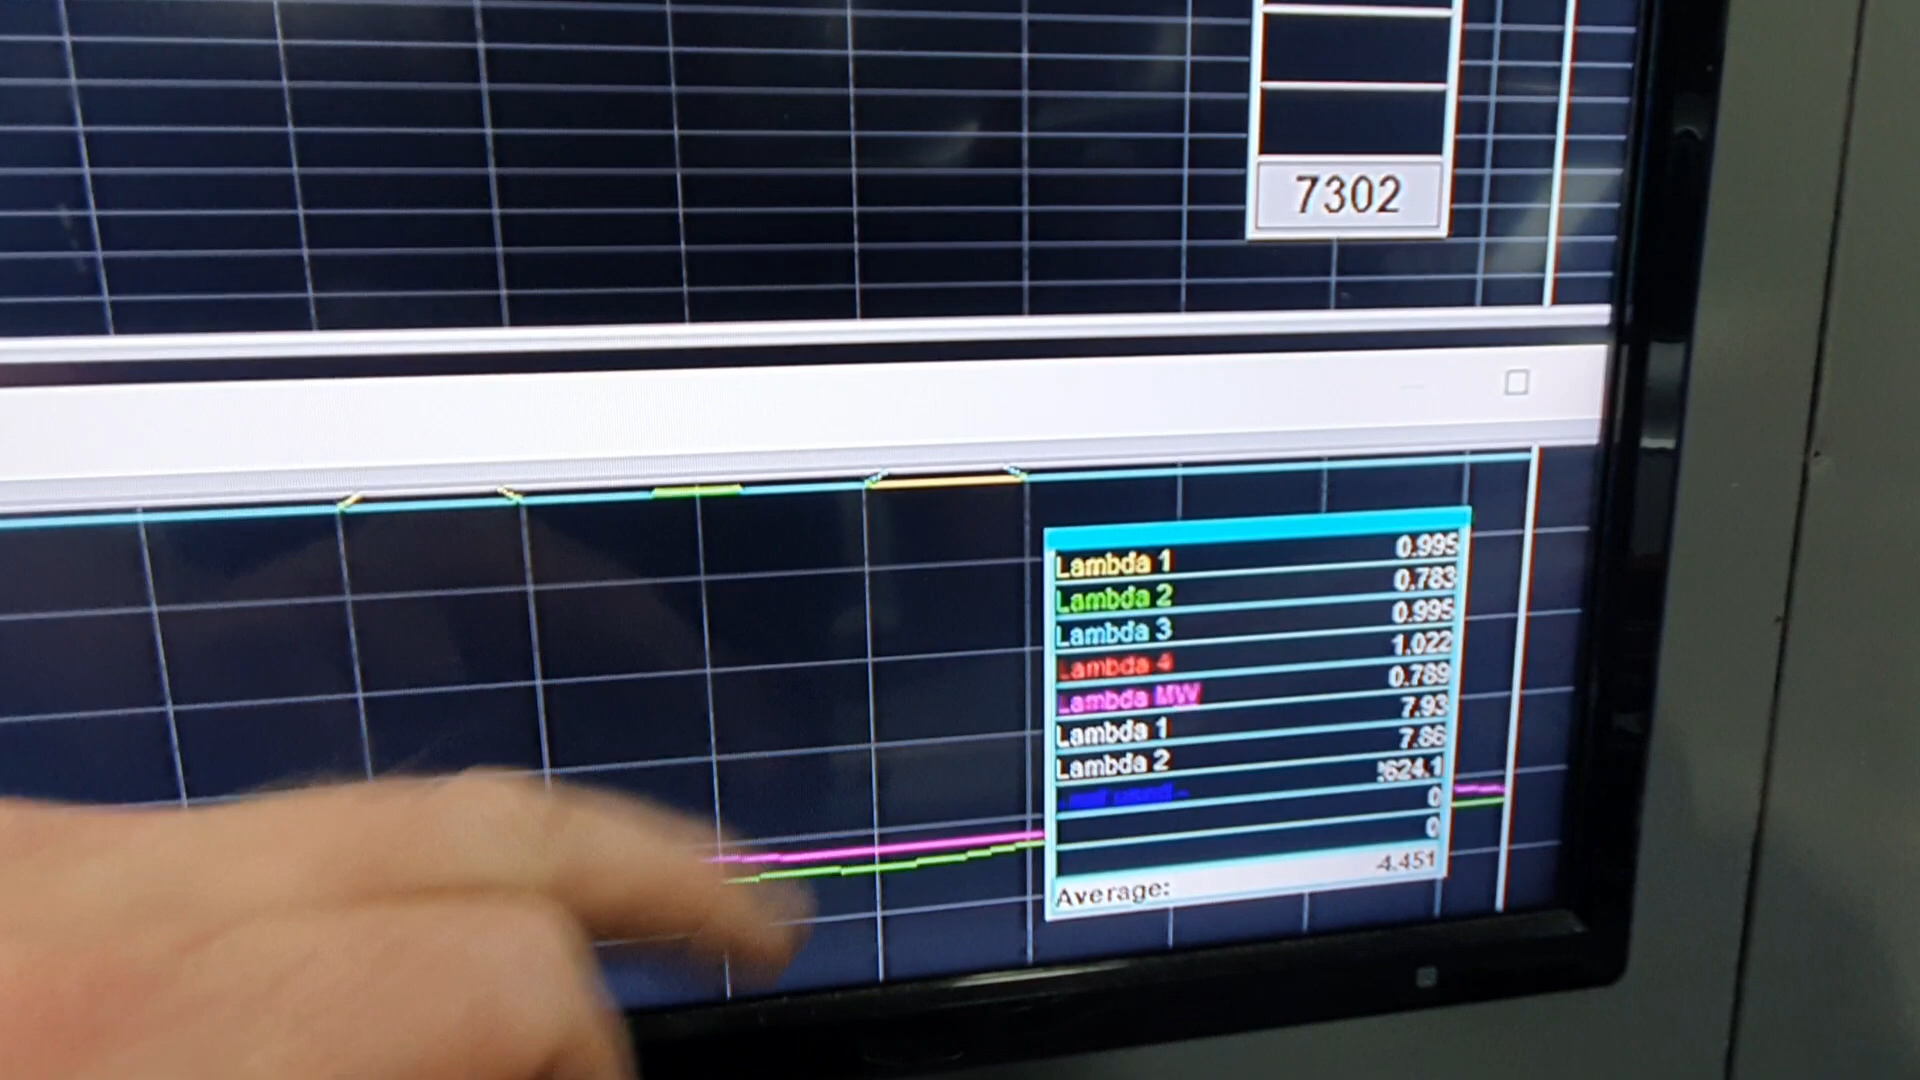 7302
Lambda 1 0.995
Lambda 2 0.783
Lambda 3 0.995
Lambda 4 1.022
Lambda MW 0.789
Lambda 1 7.93
Lambda 2 7.86
624.1
0
0
Average: -4.451